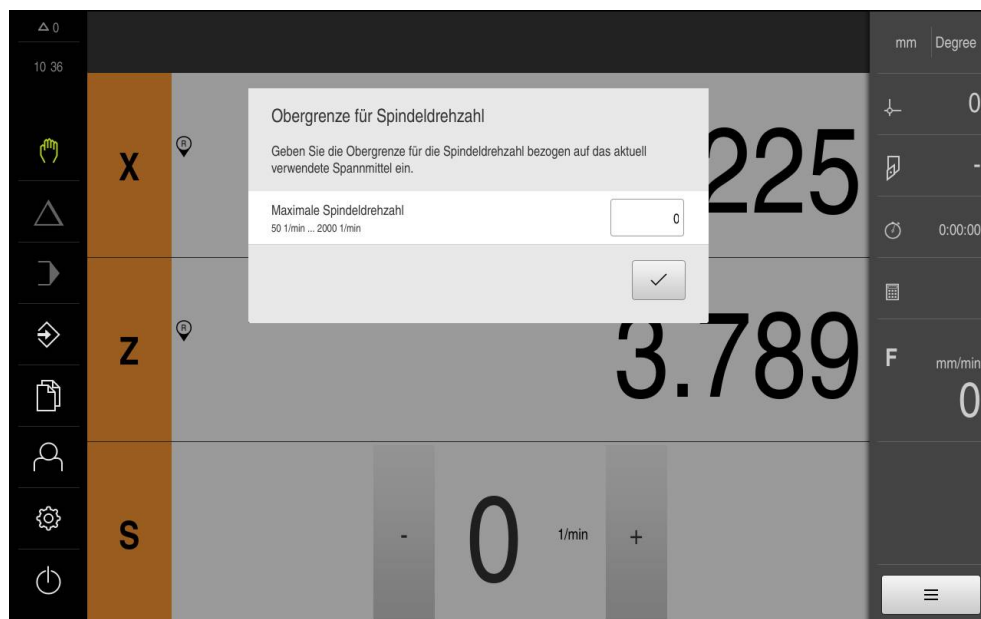 0
10 36
mm
Degree
Obergrenze für Spindeldrehzahl
Geben Sie die Obergrenze für die Spindeldrehzahl bezogen auf das aktuell
verwendete Spannmittel ein.
Maximale Spindeldrehzahl
50 1/min ... 2000 1/min
0
X
R
225
0
-
0:00:00
Z
R
3.789
F
mm/min
0
S
-
0
1/min
+